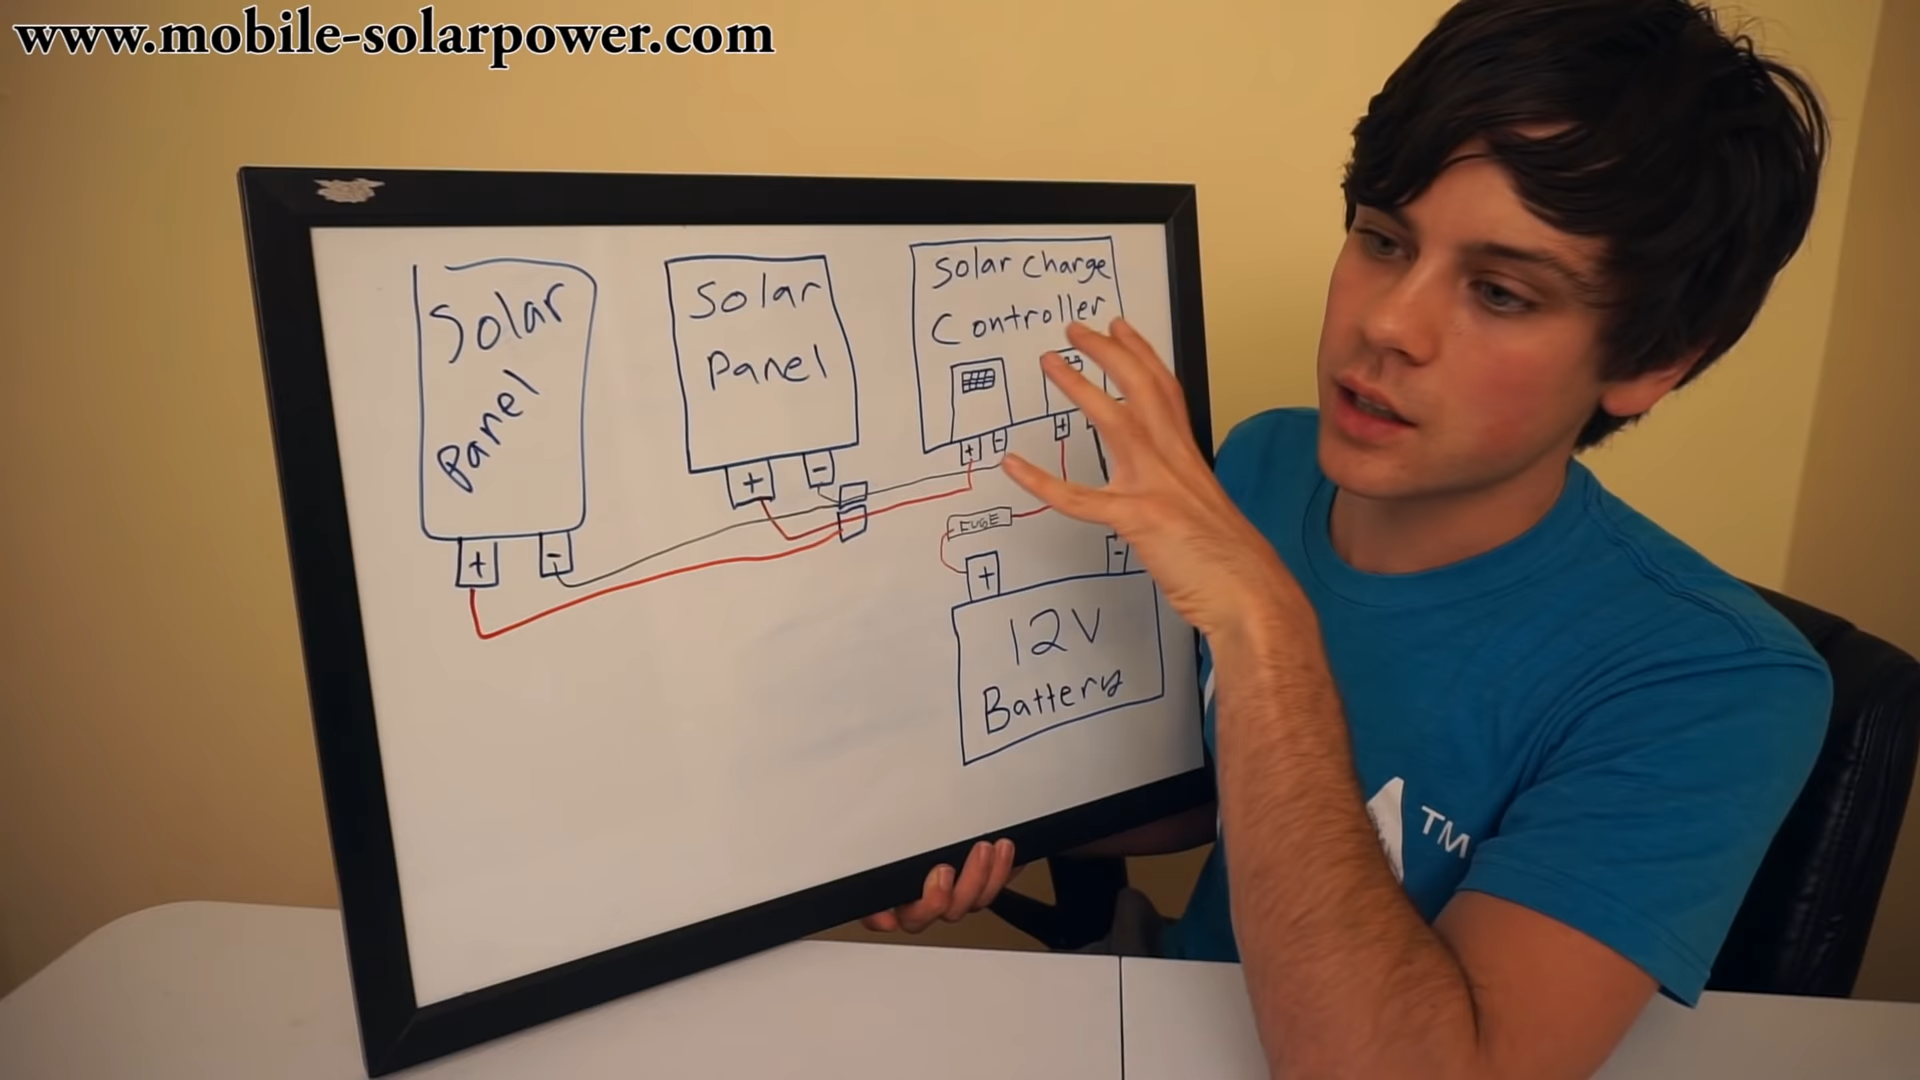 www.mobile-solarpower.com
Solar
Panel
+ -
Solar
Panel
+ -
Solar Charge
Controller
+ -
+
FUSE
+ -
12V
Battery
TM